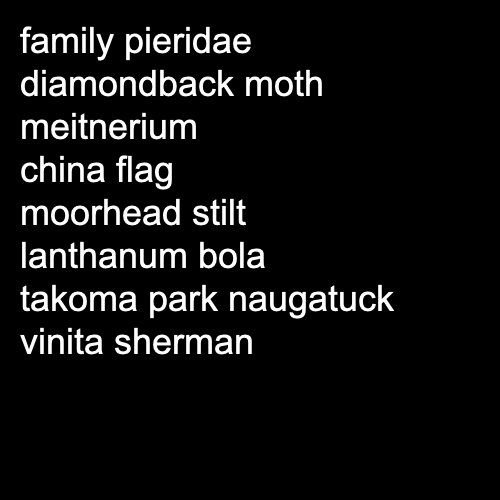 family pieridae
diamondback moth
meitnerium
china flag
moorhead stilt
lanthanum bola
takoma park naugatuck
vinita sherman